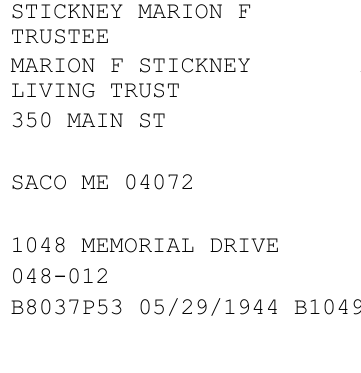 STICKNEY MARION F
TRUSTEE
MARION F STICKNEY
LIVING TRUST
350 MAIN ST
SACO ME 04072
1048 MEMORIAL DRIVE
048-012
B8037P53 05/29/1944 B1049